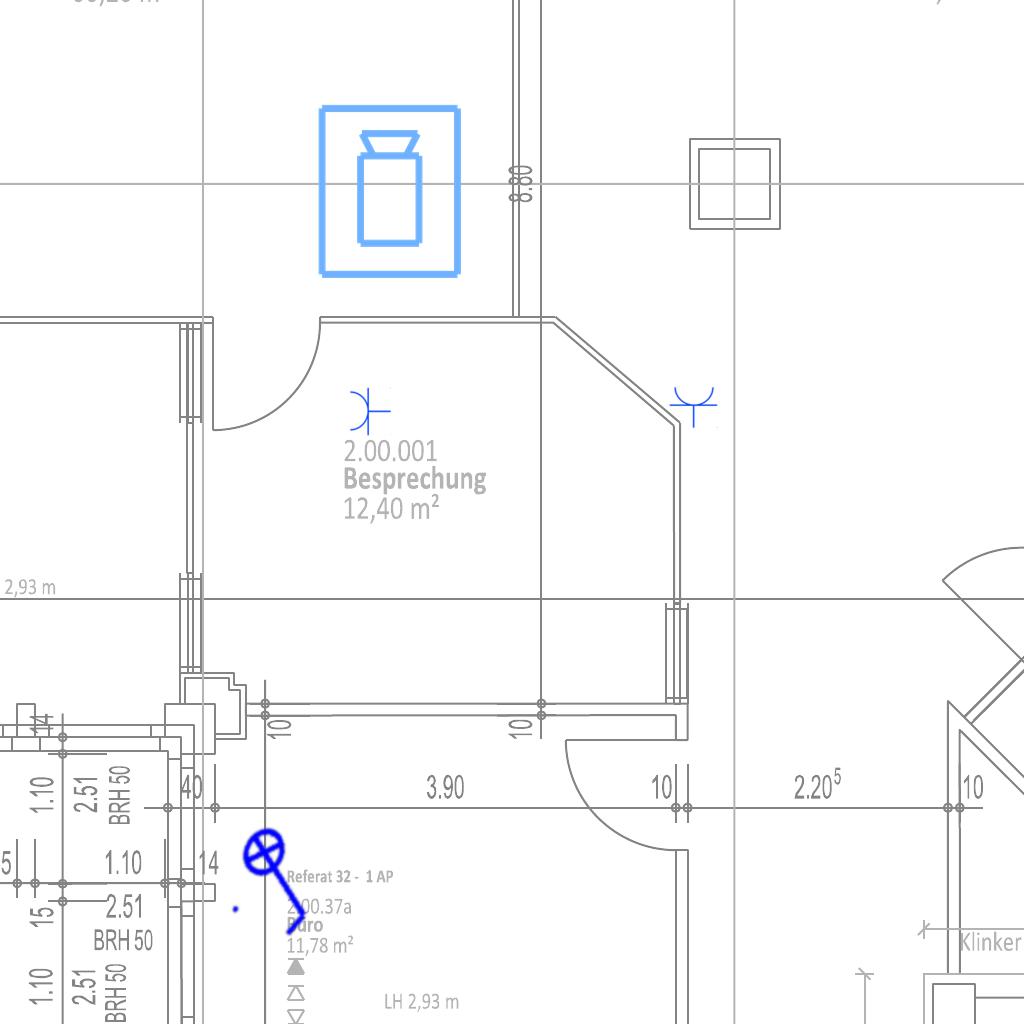 8.80
2.00.001
Besprechung
12,40 m²
2,93 m
14
10
10
1.10
2.51
BRH 50
40
3.90
10
2.20⁵
10
5
1.10
14
15
2.51
BRH 50
Referat 32 - 1 AP
2.00.37a
Büro
11,78 m²
Klinker
1.10
2.51
BRH 50
LH 2,93 m